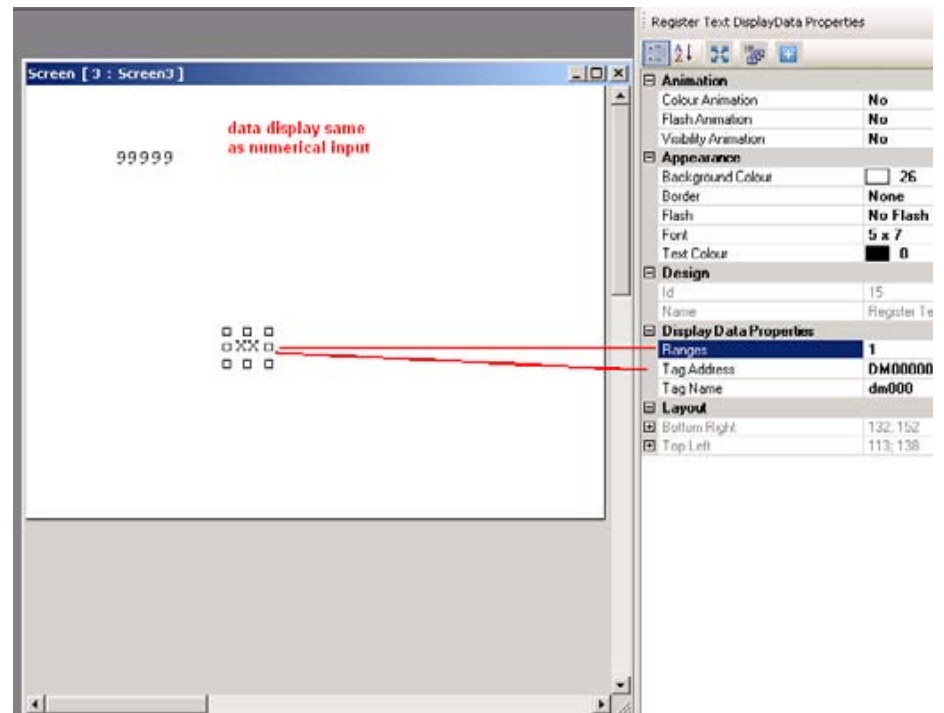 Register Text DisplayData Properties
Screen [ 3 : Screen3 ]
data display same
as numerical input
99999
XX
Animation
Colour Animation No
Flash Animation No
Visibility Animation No
Appearance
Background Colour 26
Border None
Flash No Flash
Font 5 x 7
Text Colour 0
Design
Id 15
Name Register Te
Display Data Properties
Ranges 1
Tag Address DM00000
Tag Name dm000
Layout
Bottom Right 132; 152
Top Left 113; 138